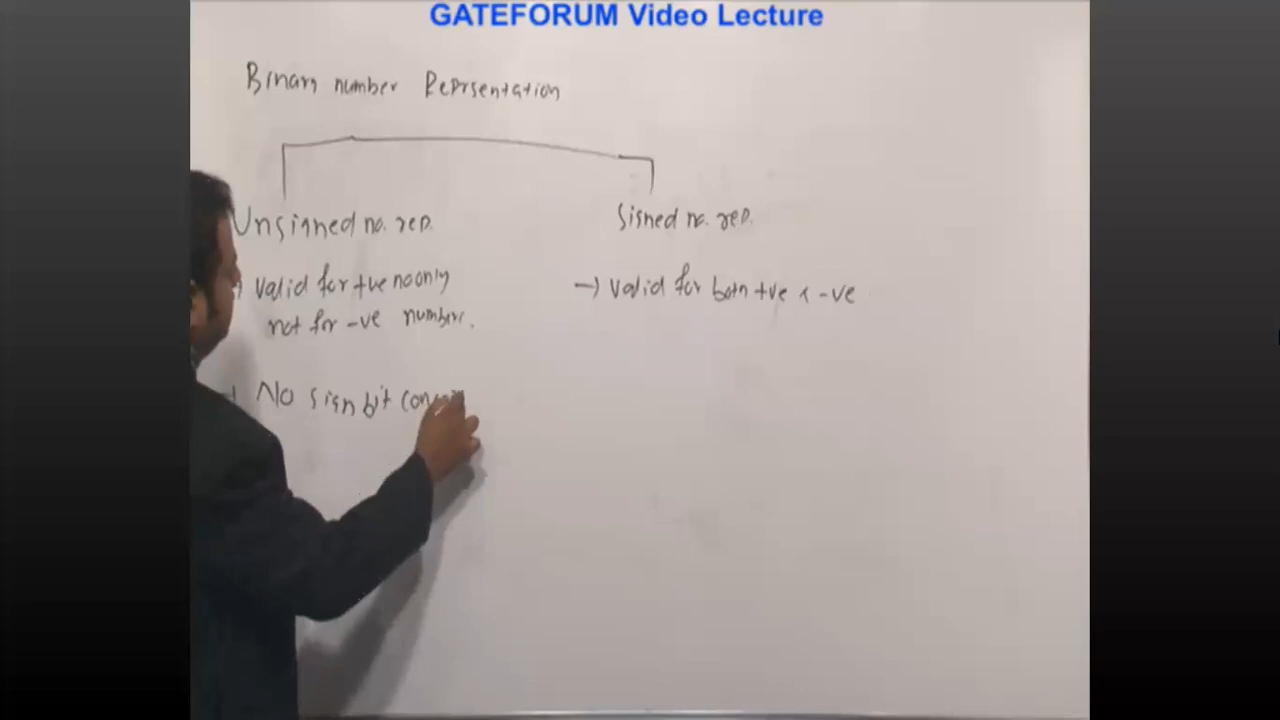 GATEFORUM Video Lecture
Binary number Reprsentation
Unsigned no. rep.
Signed no. rep.
valid for +ve no only
not for -ve number.
→ valid for both +ve & -ve
No sign bit